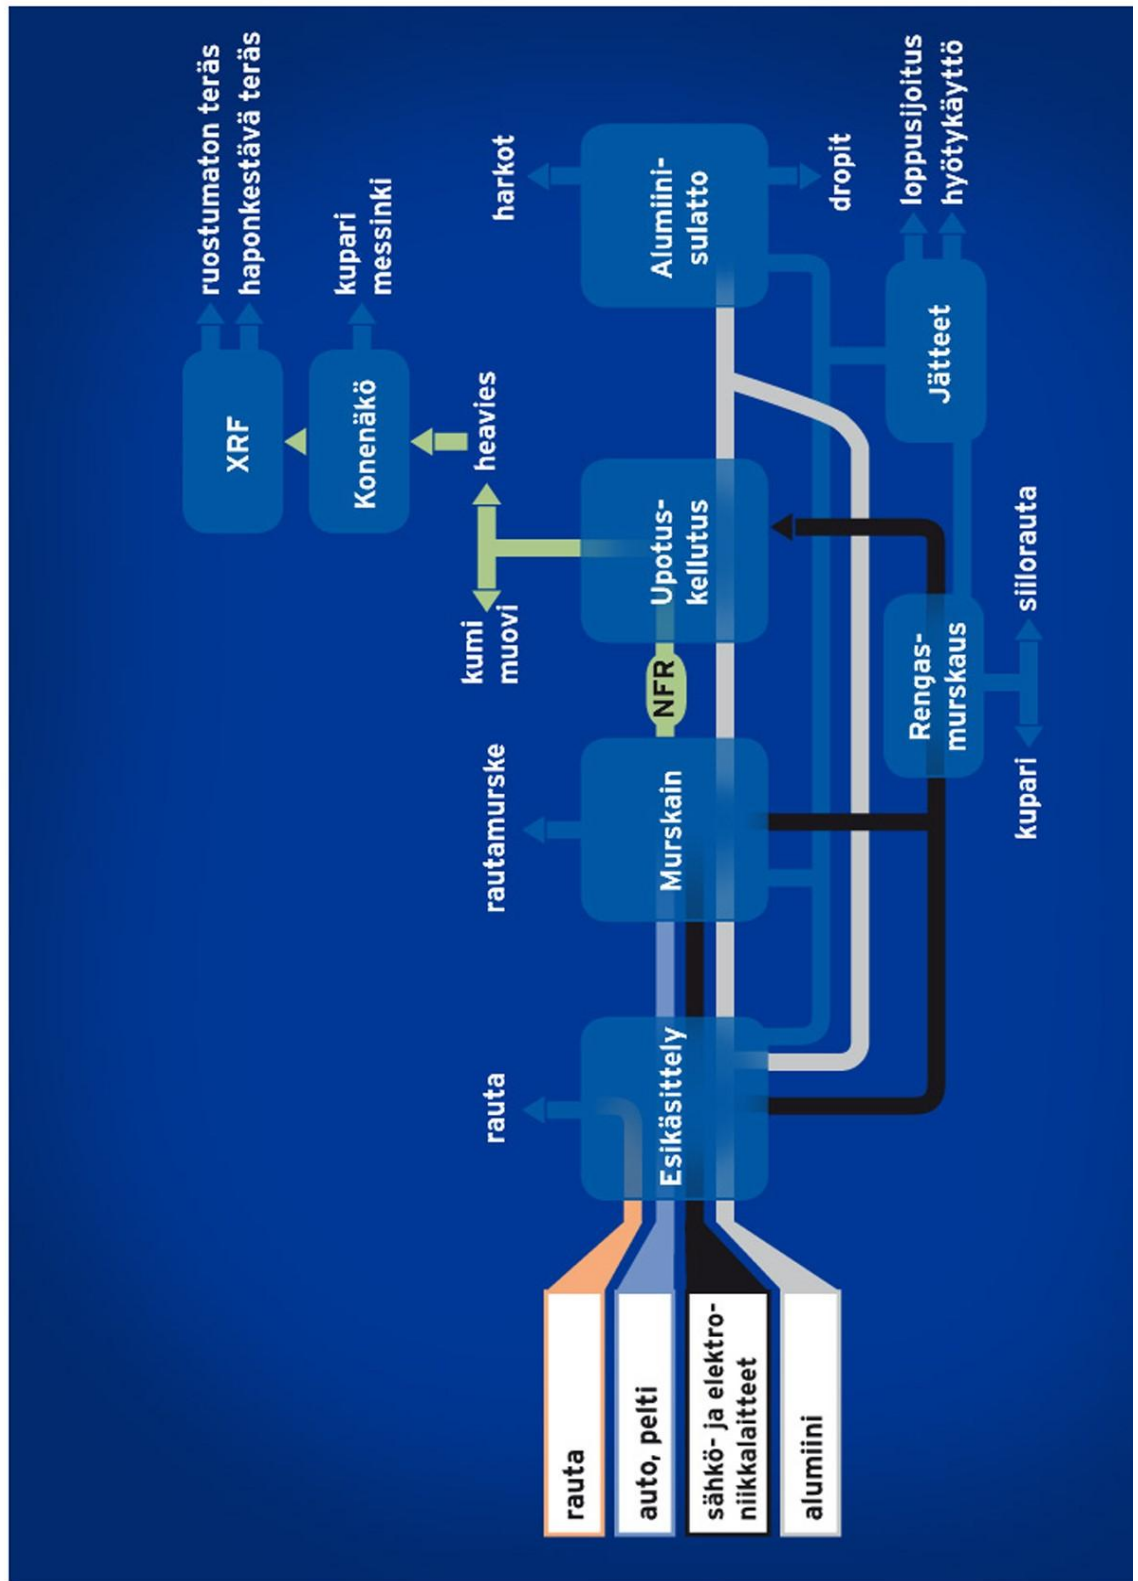 rauta
auto, pelti
sähkö- ja elektro-
niikkalaitteet
alumiini
rauta
Esikäsittely
rautamurske
Murskain
NFR
kumi
muovi
heavies
Upotus-
kellutus
Konenäkö
kupari
messinki
XRF
ruostumaton teräs
haponkestävä teräs
harkot
Alumiini-
sulatto
dropit
Rengas-
murskaus
kupari
siilorauta
Jätteet
loppusijoitus
hyötykäyttö